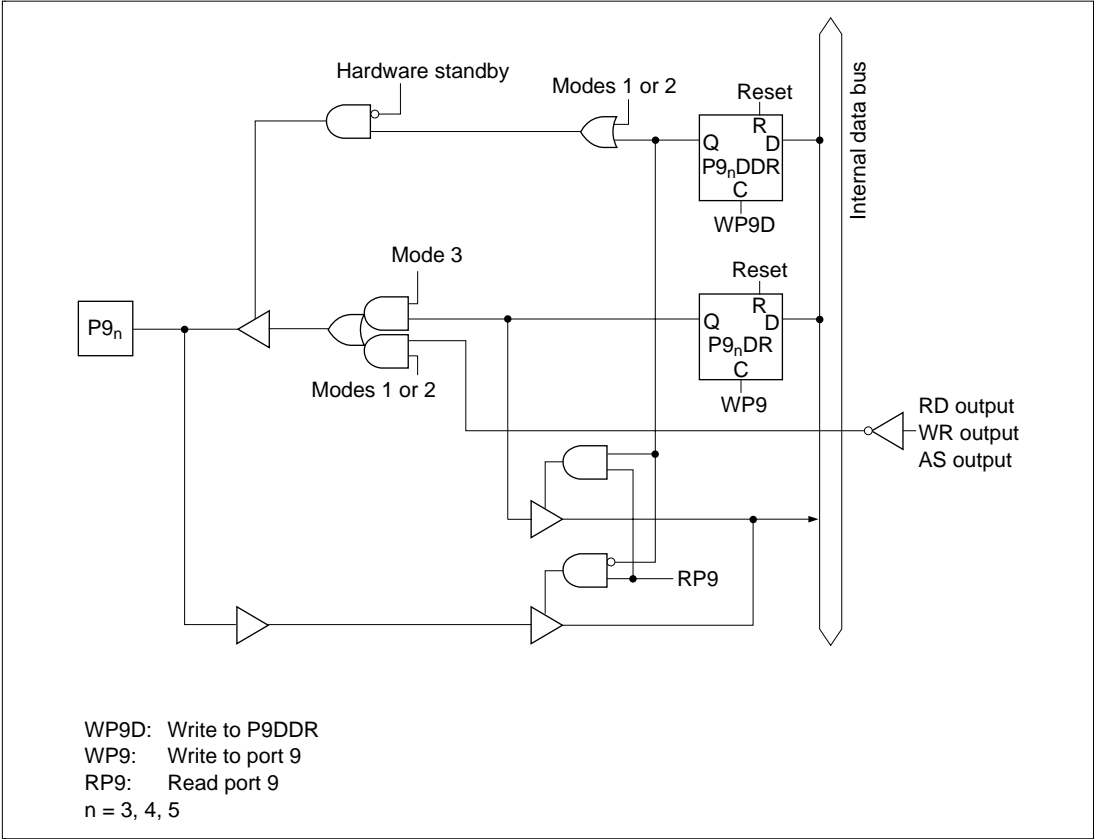 Hardware standby
Modes 1 or 2
Reset
R
Q D
P9nDDR
C
WP9D
Internal data bus
Mode 3
Reset
R
Q D
P9nDR
C
WP9
P9n
Modes 1 or 2
RD output
WR output
AS output
RP9
WP9D: Write to P9DDR
WP9: Write to port 9
RP9: Read port 9
n = 3, 4, 5